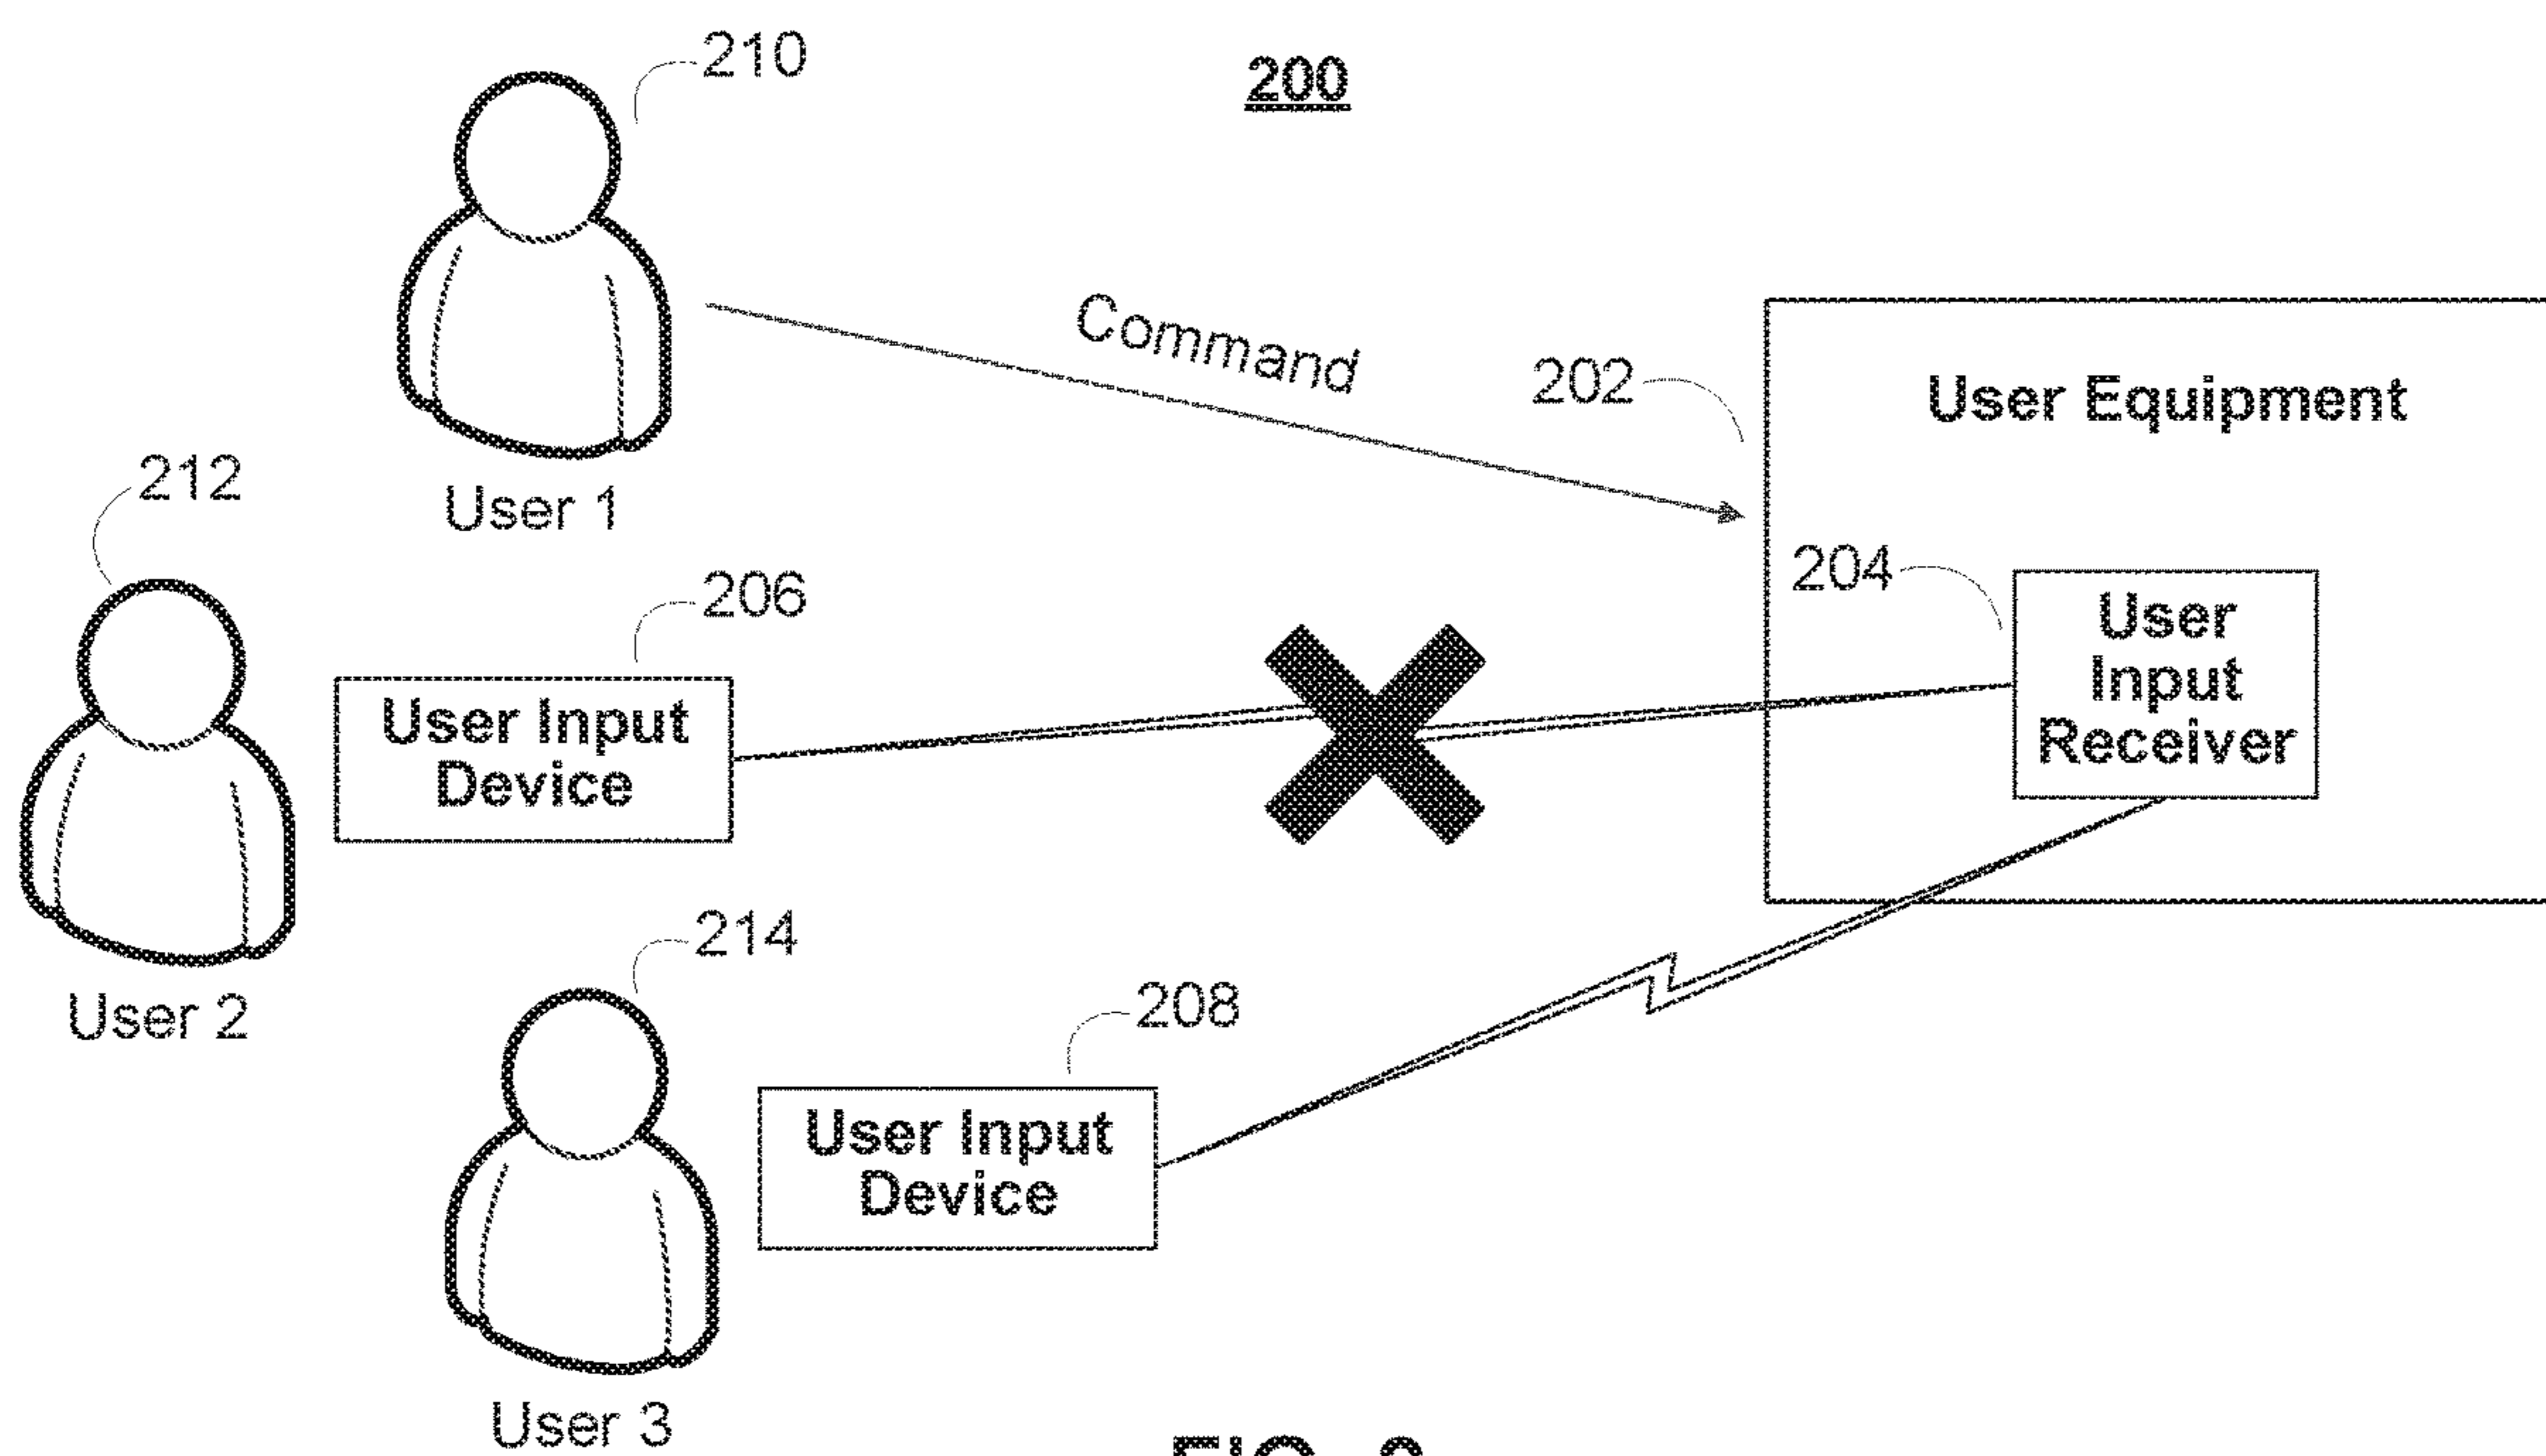 210
200
Command
202
User Equipment
212
User 1
204
User
Input
Receiver
206
User Input
Device
214
User 2
208
User Input
Device
User 3